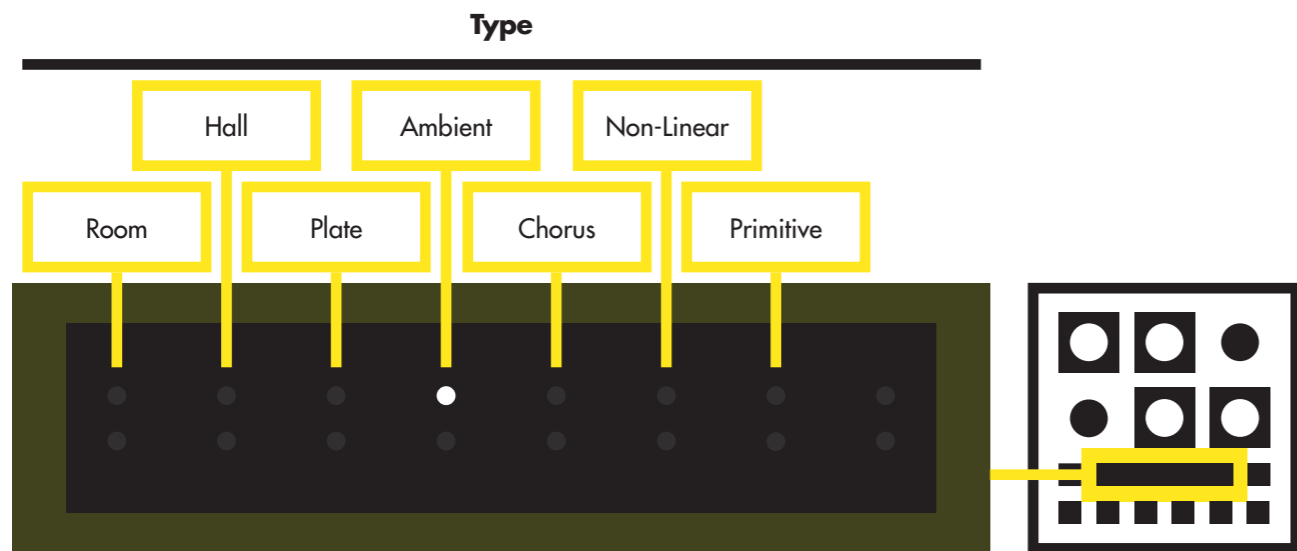 Type
Hall
Ambient
Non-Linear
Room
Plate
Chorus
Primitive